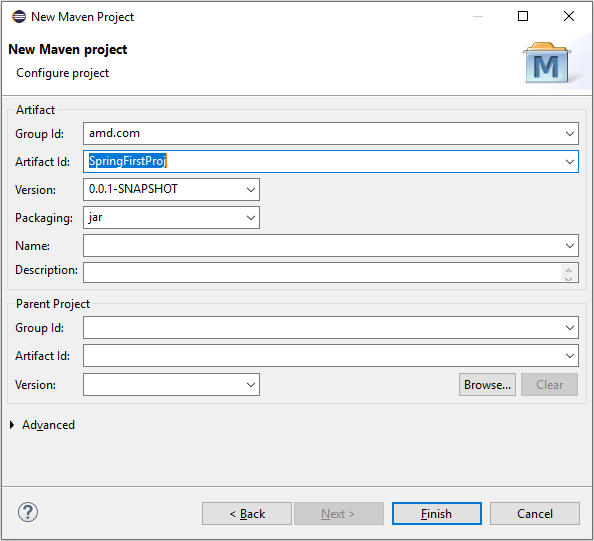 New Maven Project
New Maven project
Configure project
M
Artifact
Group Id: amd.com
Artifact Id: SpringFirstProj
Version: 0.0.1-SNAPSHOT
Packaging: jar
Name:
Description:
Parent Project
Group Id:
Artifact Id:
Version: Browse... Clear
Advanced
? < Back Next > Finish Cancel